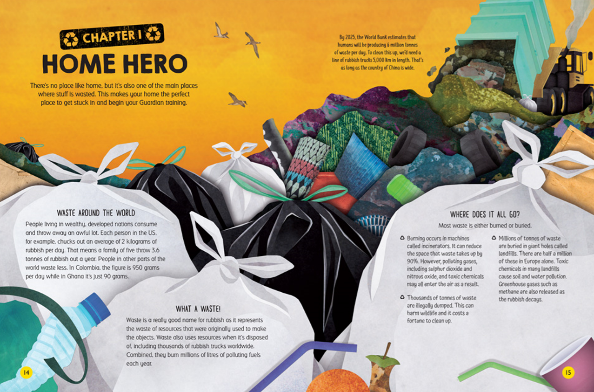 CHAPTER 1
HOME HERO
There's no place like home, but it's also one of the main places
where stuff is wasted. This makes your home the perfect
place to get stuck in and begin your Guardian training.
By 2025, the World Bank estimates that
humans will be producing 6 million tonnes
of waste per day. To clean this up, we'll need a
line of rubbish trucks 5,000 km in length. That's
as long as the country of China is wide.
WASTE AROUND THE WORLD
People living in wealthy, developed nations consume
and throw away an awful lot. Each person in the U.S.
for example, chucks out an average of 2 kilograms of
rubbish per day. That means a family of five throw 3.6
tonnes of rubbish out a year. People in other parts of the
world waste less. In Colombia, the figure is 950 grams
per day while in Ghana it's just 90 grams.
WHAT A WASTE!
Waste is a really good name for rubbish as it represents
the waste of resources that were originally used to make
the objects. Waste also uses resources when it's disposed
of, including thousands of rubbish trucks worldwide.
Combined, they burn millions of litres of polluting fuels
each year.
WHERE DOES IT ALL GO?
Most waste is either burned or buried.
Burning occurs in machines
called incinerators. It can reduce
the space that waste takes up by
90%. However, polluting gases,
including sulphur dioxide and
nitrous oxide, and toxic chemicals
may all enter the air as a result.
Thousands of tonnes of waste
are illegally dumped. This can
harm wildlife and it costs a
fortune to clean up.
Millions of tonnes of waste
are buried in giant holes called
landfills. There are half a million
of these in Europe alone. Toxic
chemicals in many landfills
cause soil and water pollution.
Greenhouse gases such as
methane are also released as
the rubbish decays.
14
15